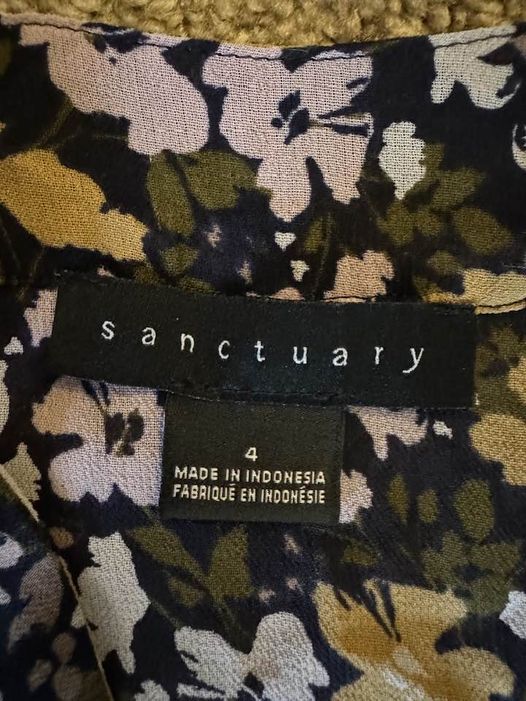 sanctuary
4
MADE IN INDONESIA
FABRIQUÉ EN INDONÉSIE